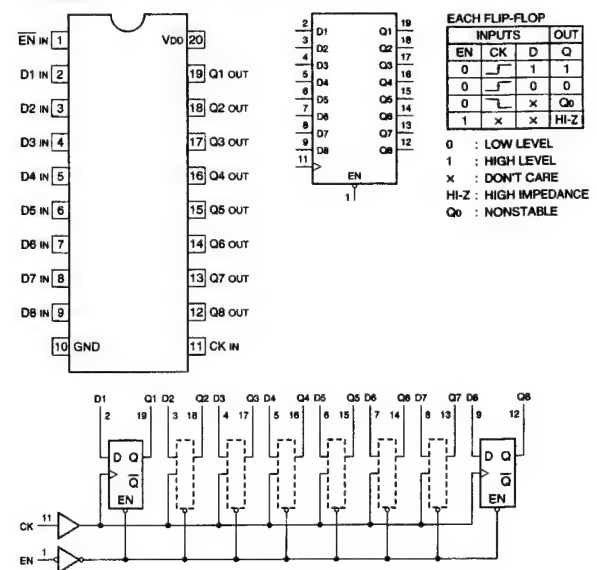 EN IN 1
VDD 20
D1 IN 2
19 Q1 OUT
D2 IN 3
18 Q2 OUT
D3 IN 4
17 Q3 OUT
D4 IN 5
16 Q4 OUT
D5 IN 6
15 Q5 OUT
D6 IN 7
14 Q6 OUT
D7 IN 8
13 Q7 OUT
D8 IN 9
12 Q8 OUT
10 GND
11 CK IN
2 D1 Q1 19
3 D2 Q2 18
4 D3 Q3 17
5 D4 Q4 16
6 D5 Q5 15
7 D6 Q6 14
8 D7 Q7 13
9 D8 Q8 12
11
EN
1
EACH FLIP-FLOP
INPUTS OUT
EN CK D Q
0 1 1
0 0 0
0 × Q0
1 × × HI-Z
0 : LOW LEVEL
1 : HIGH LEVEL
× : DON'T CARE
HI-Z : HIGH IMPEDANCE
Q0 : NONSTABLE
D1 Q1 D2 Q2 D3 Q3 D4 Q4 D5 Q5 D6 Q6 D7 Q7 D8 Q8
2 19 3 18 4 17 5 16 6 15 7 14 8 13 9 12
D Q D Q
Q Q
EN EN
CK 11
EN 1